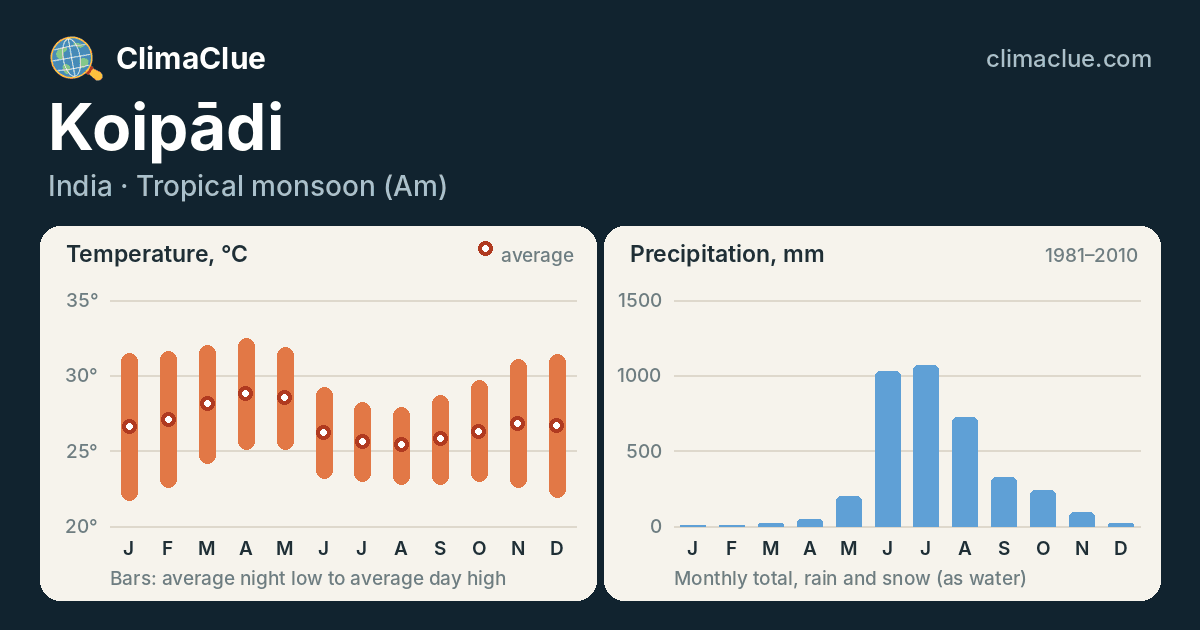 ClimaClue
climaclue.com
Koipādi
India · Tropical monsoon (Am)
Temperature, °C
average
35°
30°
25°
20°
J F M A M J J A S O N D
Bars: average night low to average day high
Precipitation, mm
1981–2010
1500
1000
500
0
J F M A M J J A S O N D
Monthly total, rain and snow (as water)